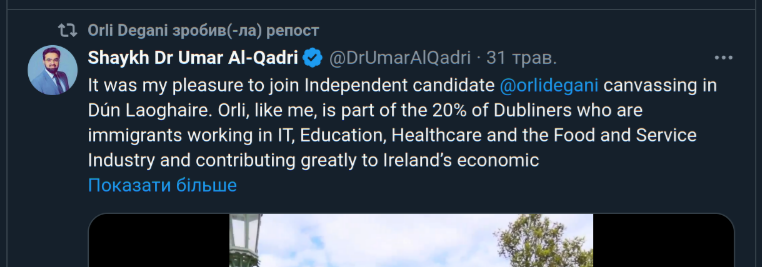 Orli Degani зробив(-ла) репост
Shaykh Dr Umar Al-Qadri @DrUmarAlQadri · 31 трав.
It was my pleasure to join Independent candidate @orlidegani canvassing in
Dún Laoghaire. Orli, like me, is part of the 20% of Dubliners who are
immigrants working in IT, Education, Healthcare and the Food and Service
Industry and contributing greatly to Ireland’s economic
Показати більше